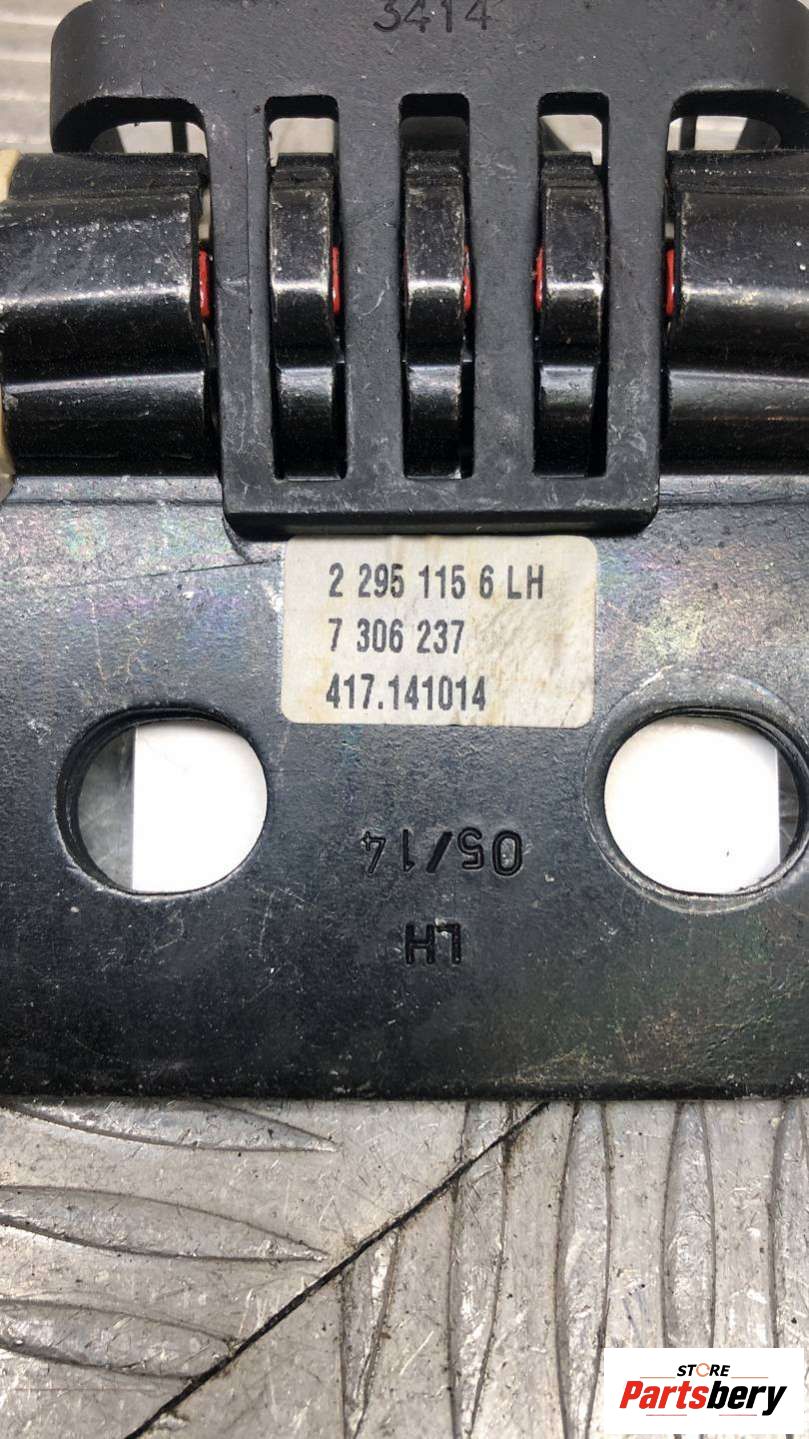 3414
2 295 115 6 LH
7 306 237
417.141014
05/14
LH
STORE
Partsbery